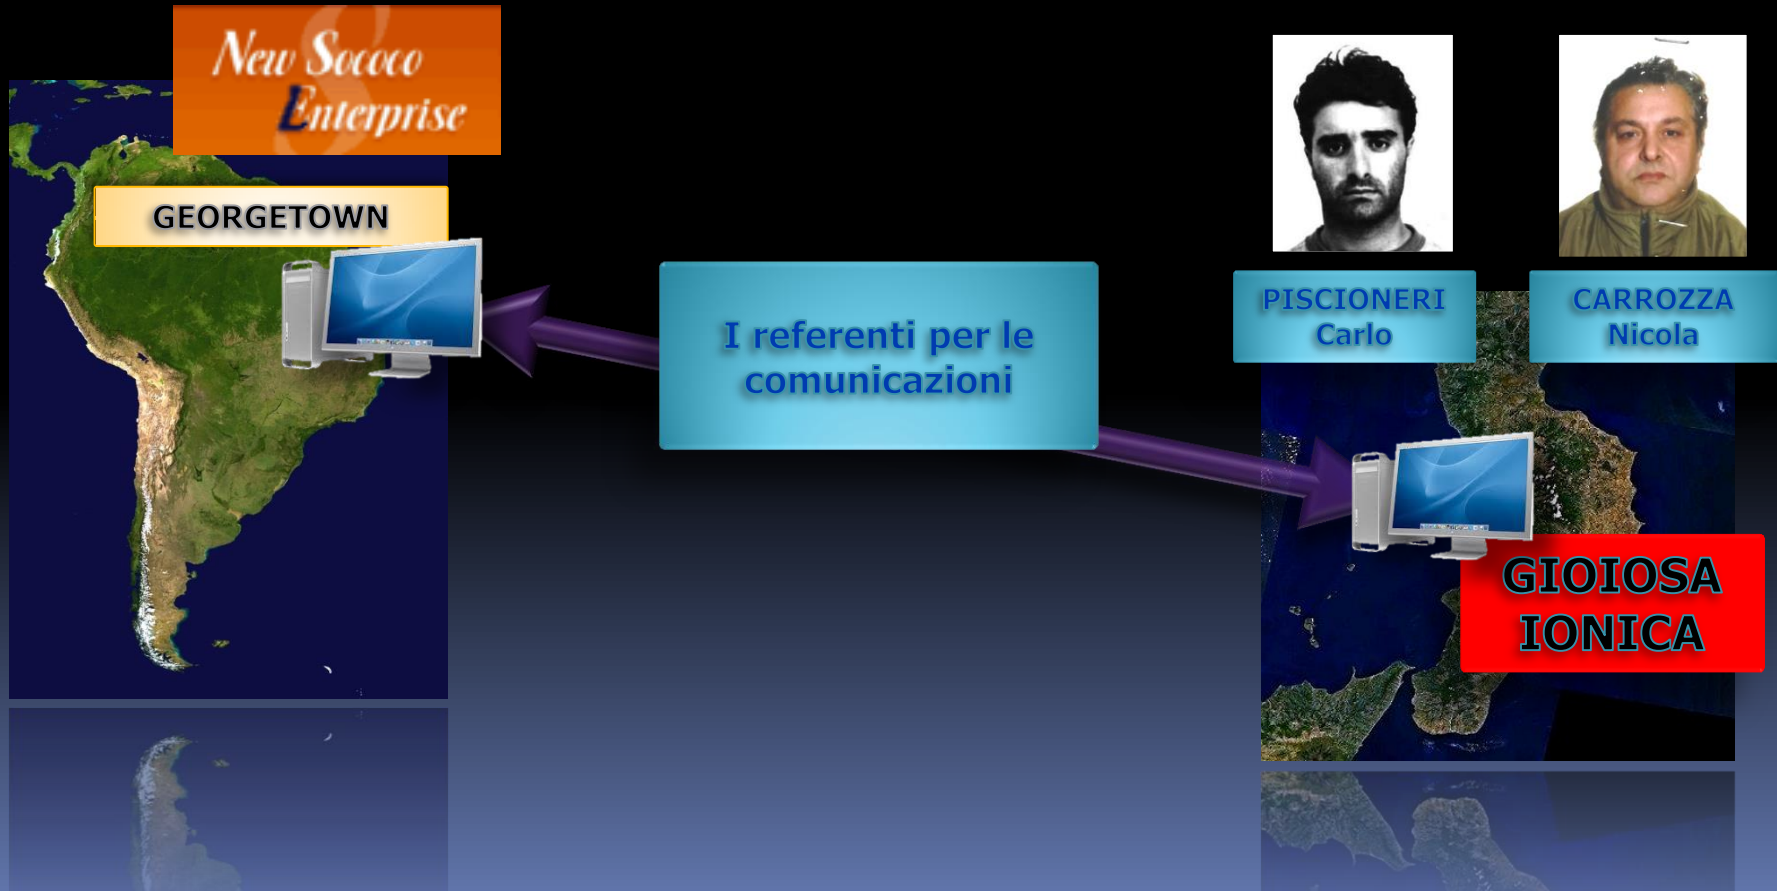 New Sococo
Enterprise
GEORGETOWN
I referenti per le
comunicazioni
PISCIONERI
Carlo
CARROZZA
Nicola
GIOIOSA
IONICA